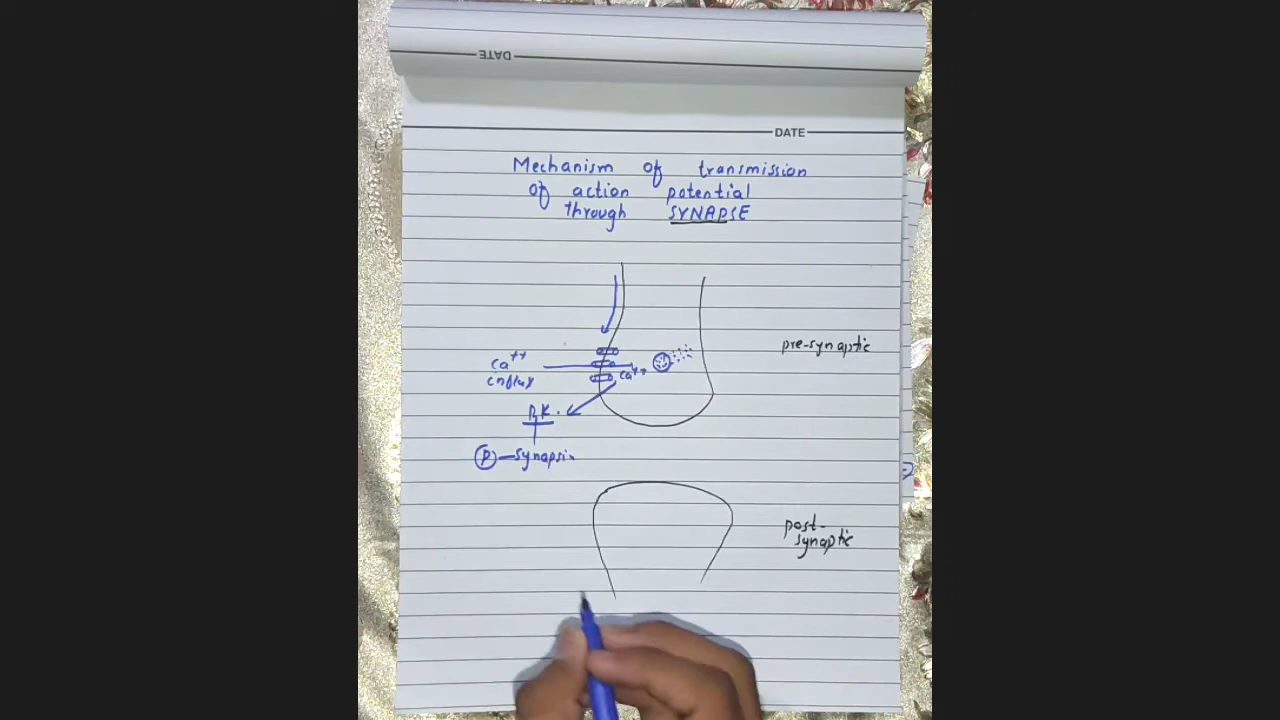 DATE
DATE
Mechanism of transmission
of action potential
through SYNAPSE
pre-synaptic
Ca++
influx
Ca++
P.K.
P - synapsin
post-
synaptic